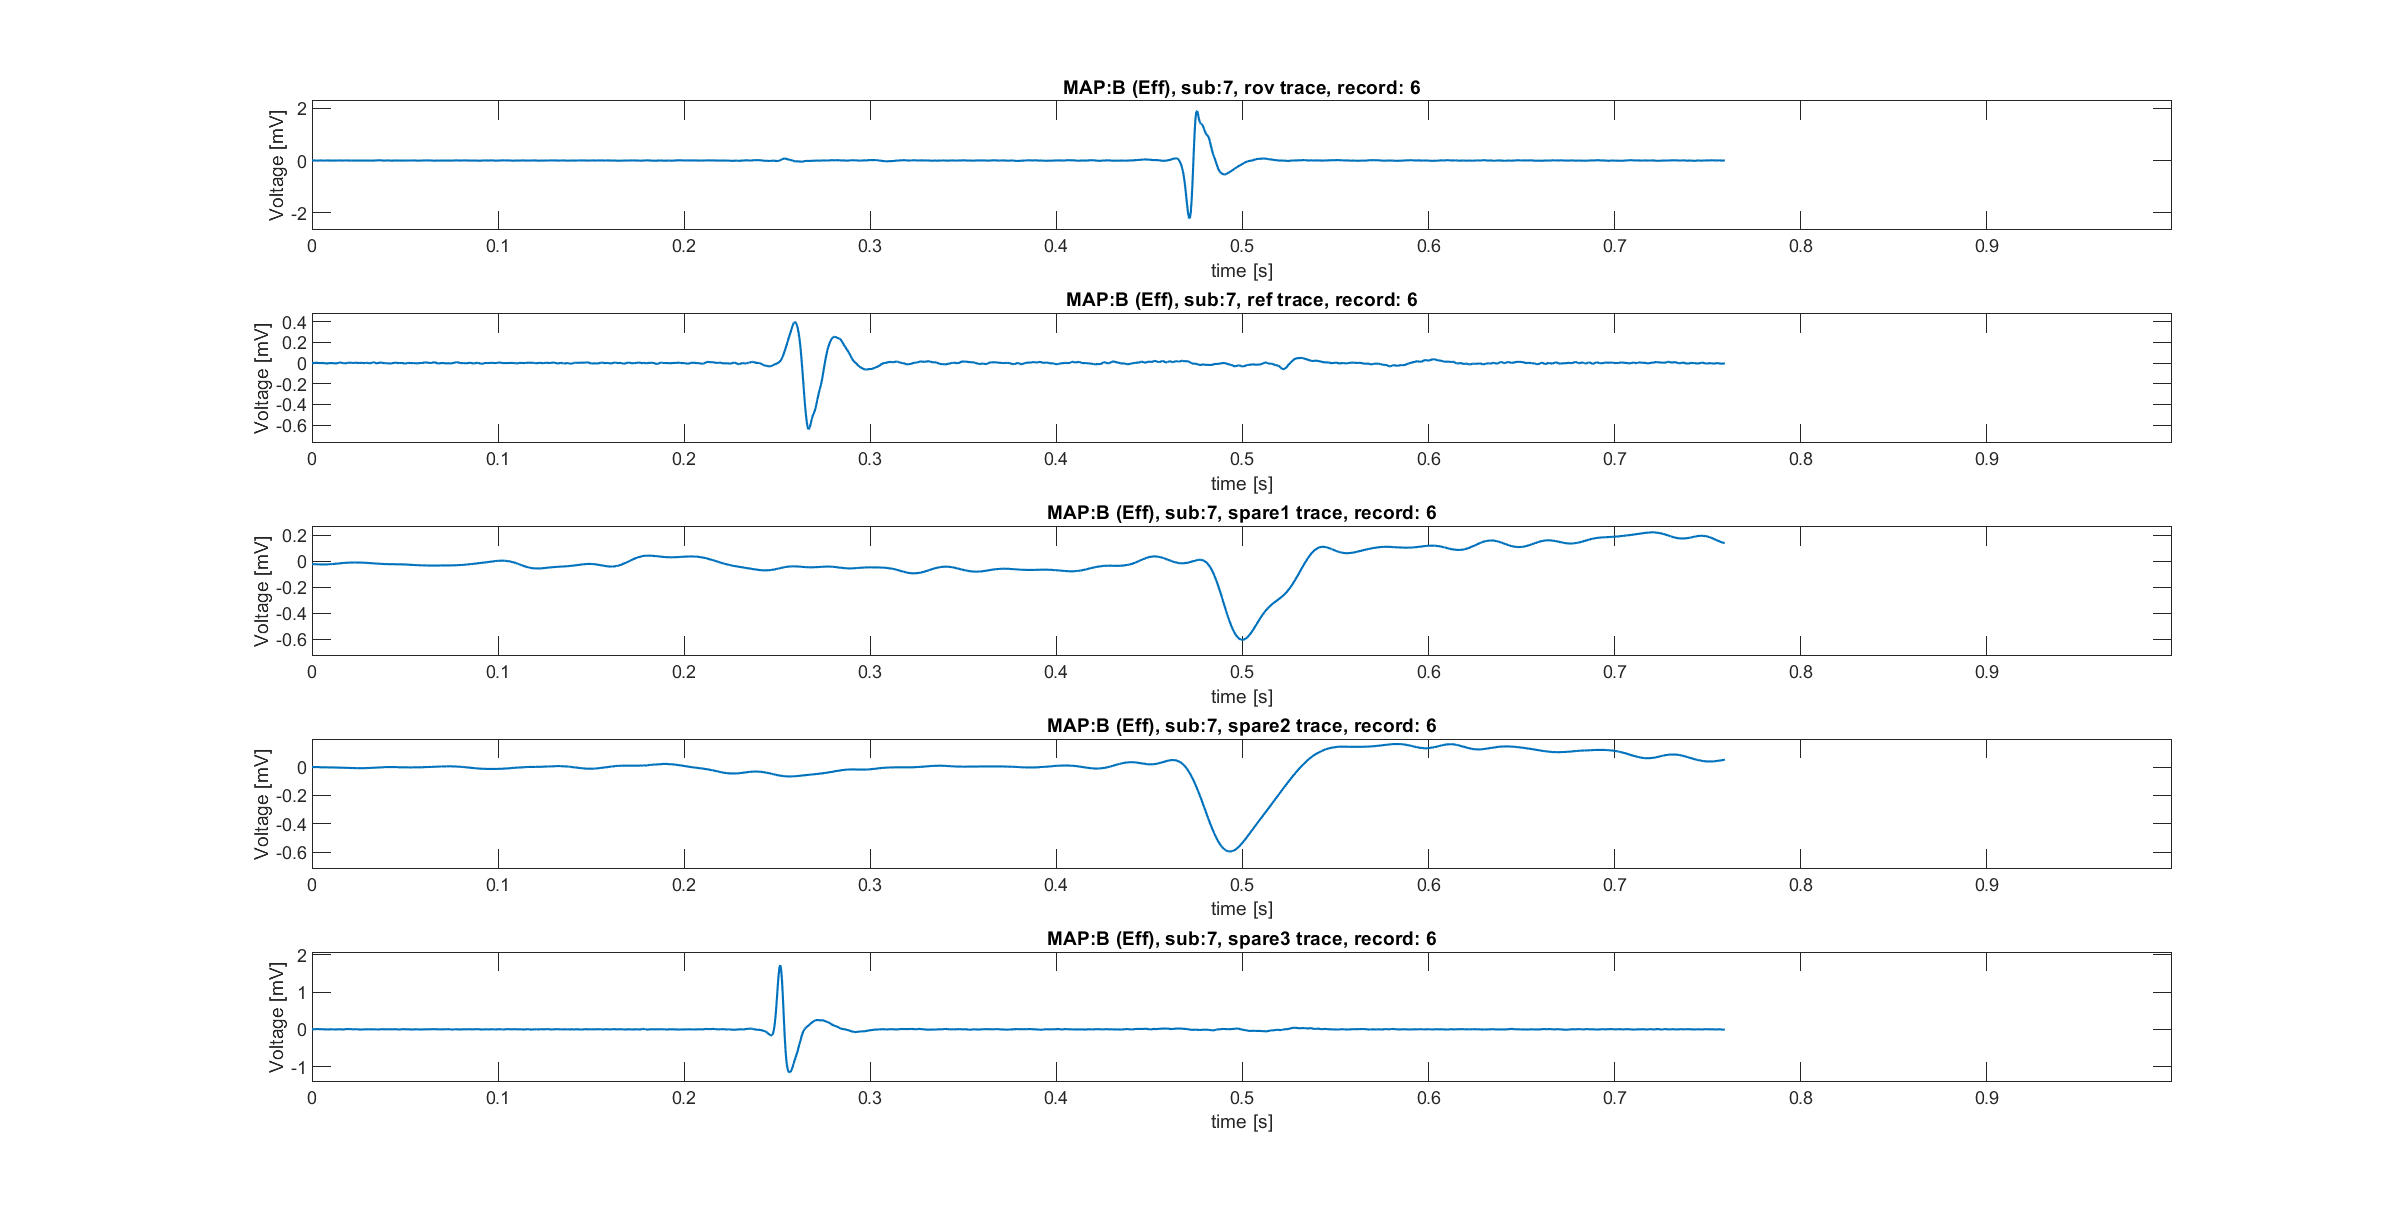 MAP:B (Eff), sub:7, rov trace, record: 6
Voltage [mV]
2
0
-2
0 0.1 0.2 0.3 0.4 0.5 0.6 0.7 0.8 0.9
time [s]
MAP:B (Eff), sub:7, ref trace, record: 6
Voltage [mV]
0.4
0.2
0
-0.2
-0.4
-0.6
0 0.1 0.2 0.3 0.4 0.5 0.6 0.7 0.8 0.9
time [s]
MAP:B (Eff), sub:7, spare1 trace, record: 6
Voltage [mV]
0.2
0
-0.2
-0.4
-0.6
0 0.1 0.2 0.3 0.4 0.5 0.6 0.7 0.8 0.9
time [s]
MAP:B (Eff), sub:7, spare2 trace, record: 6
Voltage [mV]
0
-0.2
-0.4
-0.6
0 0.1 0.2 0.3 0.4 0.5 0.6 0.7 0.8 0.9
time [s]
MAP:B (Eff), sub:7, spare3 trace, record: 6
Voltage [mV]
2
1
0
-1
0 0.1 0.2 0.3 0.4 0.5 0.6 0.7 0.8 0.9
time [s]